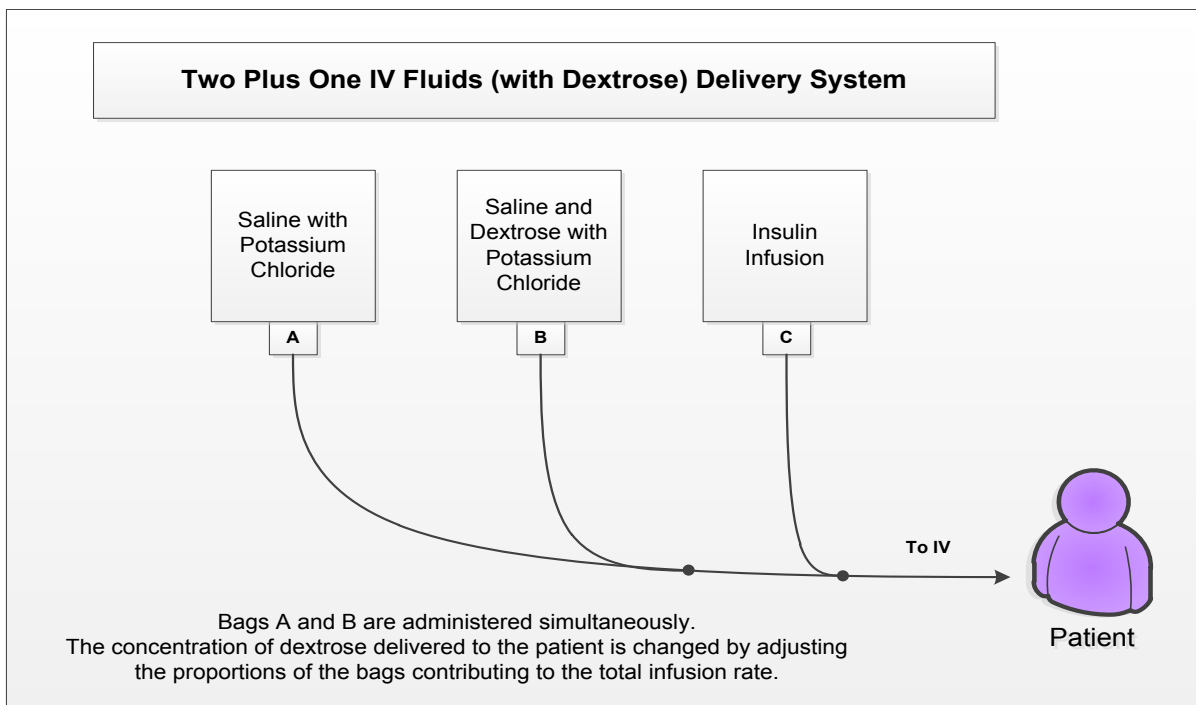 Two Plus One IV Fluids (with Dextrose) Delivery System
Saline with
Potassium
Chloride
A
Saline and
Dextrose with
Potassium
Chloride
B
Insulin
Infusion
C
To IV
Patient
Bags A and B are administered simultaneously.
The concentration of dextrose delivered to the patient is changed by adjusting
the proportions of the bags contributing to the total infusion rate.